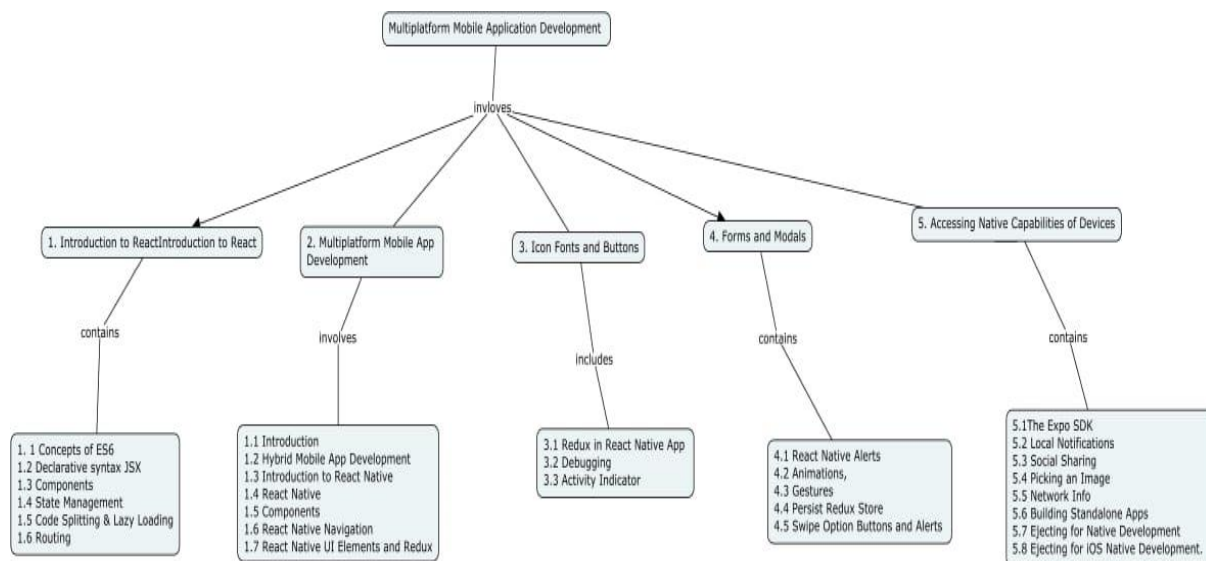 Multiplatform Mobile Application Development
invloves
1. Introduction to ReactIntroduction to React
2. Multiplatform Mobile App
Development
3. Icon Fonts and Buttons
4. Forms and Modals
5. Accessing Native Capabilities of Devices
contains
involves
includes
contains
contains
1. 1 Concepts of ES6
1.2 Declarative syntax JSX
1.3 Components
1.4 State Management
1.5 Code Splitting & Lazy Loading
1.6 Routing
1.1 Introduction
1.2 Hybrid Mobile App Development
1.3 Introduction to React Native
1.4 React Native
1.5 Components
1.6 React Native Navigation
1.7 React Native UI Elements and Redux
3.1 Redux in React Native App
3.2 Debugging
3.3 Activity Indicator
4.1 React Native Alerts
4.2 Animations,
4.3 Gestures
4.4 Persist Redux Store
4.5 Swipe Option Buttons and Alerts
5.1The Expo SDK
5.2 Local Notifications
5.3 Social Sharing
5.4 Picking an Image
5.5 Network Info
5.6 Building Standalone Apps
5.7 Ejecting for Native Development
5.8 Ejecting for iOS Native Development.